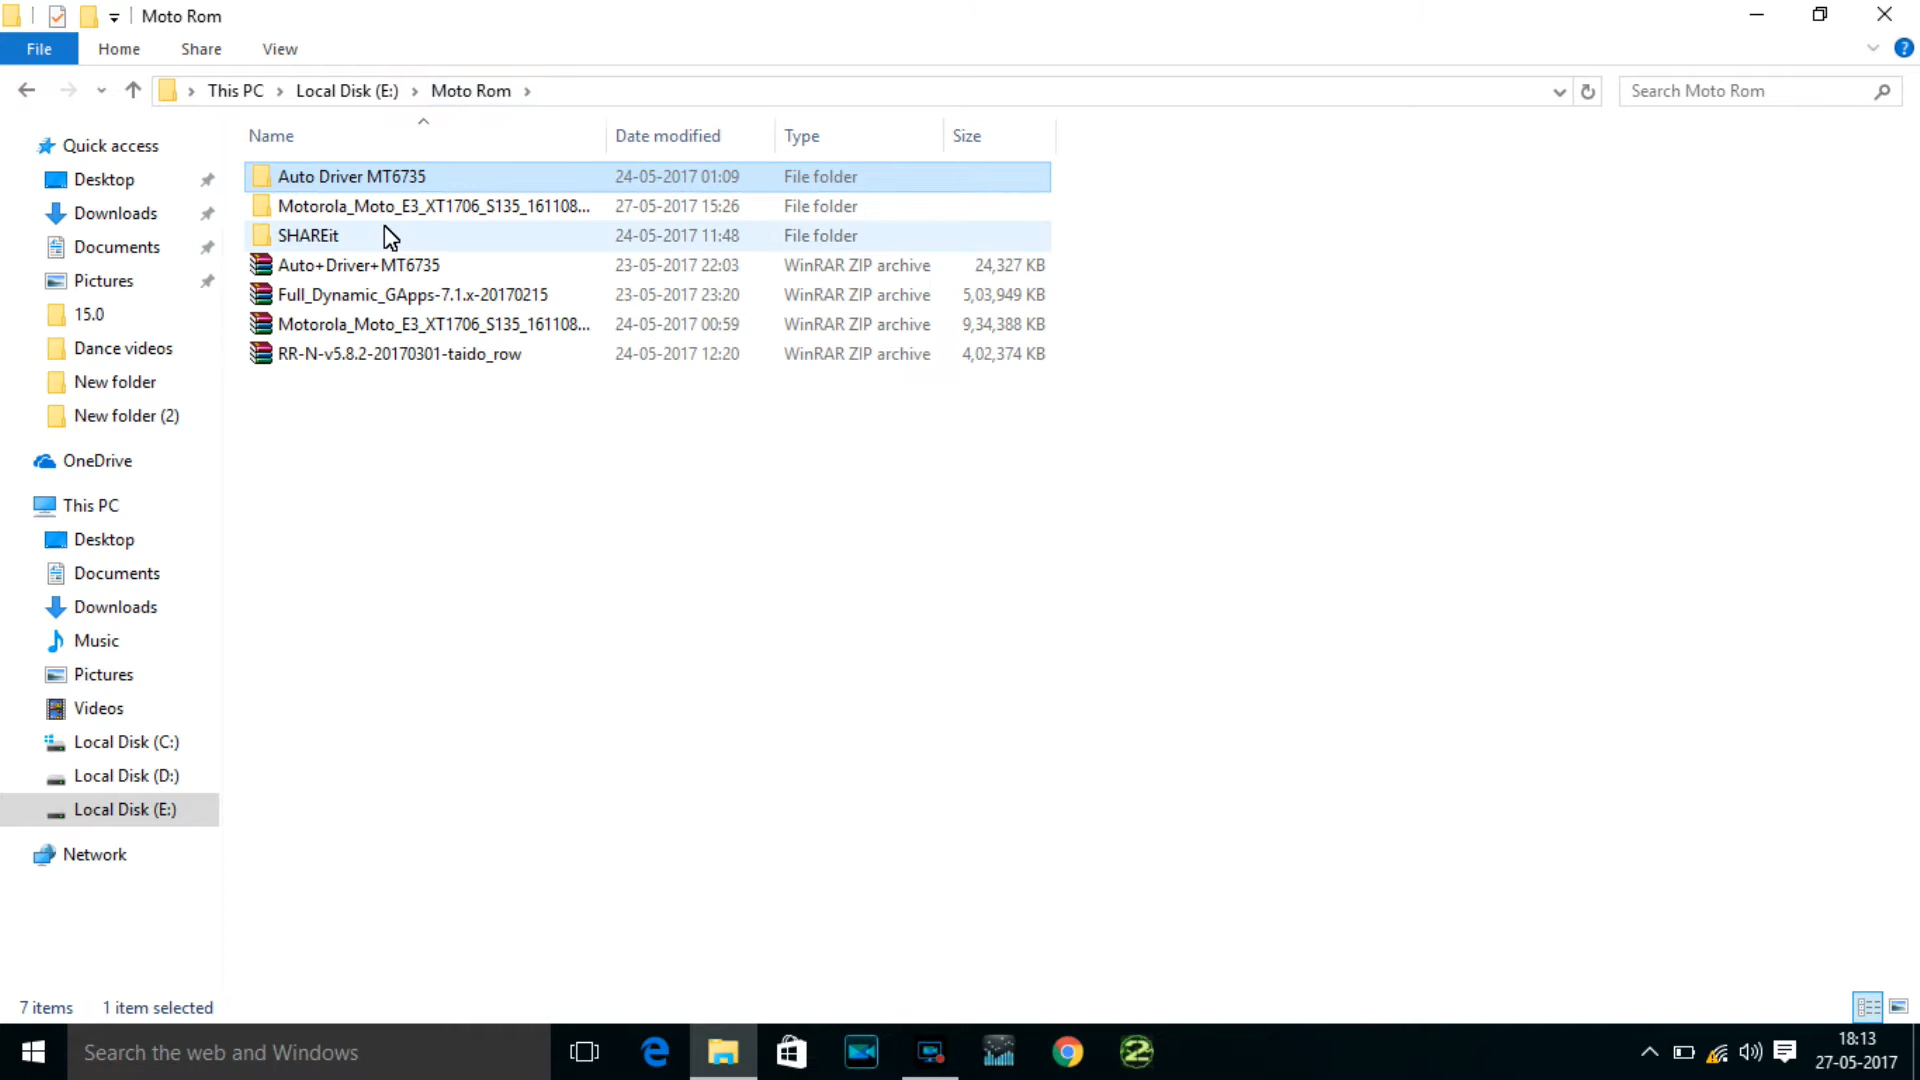 Moto Rom
File Home Share View
This PC Local Disk (E:) Moto Rom
Search Moto Rom
Name Date modified Type Size
Quick access
Desktop
Downloads
Documents
Pictures
15.0
Dance videos
New folder
New folder (2)
OneDrive
This PC
Desktop
Documents
Downloads
Music
Pictures
Videos
Local Disk (C:)
Local Disk (D:)
Local Disk (E:)
Network
Auto Driver MT6735 24-05-2017 01:09 File folder
Motorola_Moto_E3_XT1706_S135_161108... 27-05-2017 15:26 File folder
SHAREit 24-05-2017 11:48 File folder
Auto+Driver+MT6735 23-05-2017 22:03 WinRAR ZIP archive 24,327 KB
Full_Dynamic_GApps-7.1.x-20170215 23-05-2017 23:20 WinRAR ZIP archive 5,03,949 KB
Motorola_Moto_E3_XT1706_S135_161108... 24-05-2017 00:59 WinRAR ZIP archive 9,34,388 KB
RR-N-v5.8.2-20170301-taido_row 24-05-2017 12:20 WinRAR ZIP archive 4,02,374 KB
7 items 1 item selected
Search the web and Windows
18:13
27-05-2017